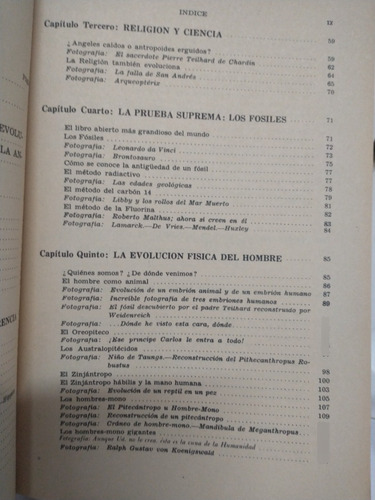 INDICE
IX
Capítulo Tercero: RELIGION Y CIENCIA
59
¿Angeles caídos o antropoides erguidos?
Fotografía: El sacerdote Pierre Teilhard de Chardin
59
La Religión también evoluciona
62
Fotografía: La falla de San Andrés
64
Fotografía: Arqueoptérix
65
70
Capítulo Cuarto: LA PRUEBA SUPREMA: LOS FOSILES
71
El libro abierto más grandioso del mundo
71
Los Fósiles
72
Fotografía: Leonardo da Vinci
73
Fotografía: Brontosauro
75
Cómo se conoce la antigüedad de un fósil
77
El método radiactivo
77
Fotografía: Las edades geológicas
78
El método del carbón 14
81
Fotografía: Libby y los rollos del Mar Muerto
82
El método de la Fluorina
81
Fotografía: Roberto Malthus; ahora sí creen en él
83
Fotografía: Lamarck.—De Vries.—Mendel.—Huxley
84
Capítulo Quinto: LA EVOLUCION FISICA DEL HOMBRE
85
¿Quiénes somos? ¿De dónde venimos?
85
El hombre como animal
86
Fotografía: Evolución de un embrión animal y de un embrión humano
87
Fotografía: Increíble fotografía de tres embriones humanos
89
Fotografía: El fósil descubierto por el padre Teilhard reconstruido por
Weidenreich
Fotografía: ...Dónde he visto esta cara, dónde
El Oreopiteco
Fotografía: ¡Ese príncipe Carlos le entra a todo!
Los Australopitécidos
Fotografía: Niño de Taungs.—Reconstrucción del Pithecanthropus Ro-
bustus
El Zinjántropo
98
El Zinjántropo hábilis y la mano humana
100
Fotografía: Evolución de un reptil en un pez
103
Los hombres-mono
105
Fotografía: El Pitecántropo u Hombre-Mono
107
Fotografía: Reconstrucción de un pitecántropo
109
Fotografía: Cráneo de hombre-mono.—Mandíbula de Meganthropus
Los hombres-mono gigantes
Fotografía: Aunque Ud. no lo crea, ésta es la cuna de la Humanidad
Fotografía: Ralph Gustav von Koenigswald